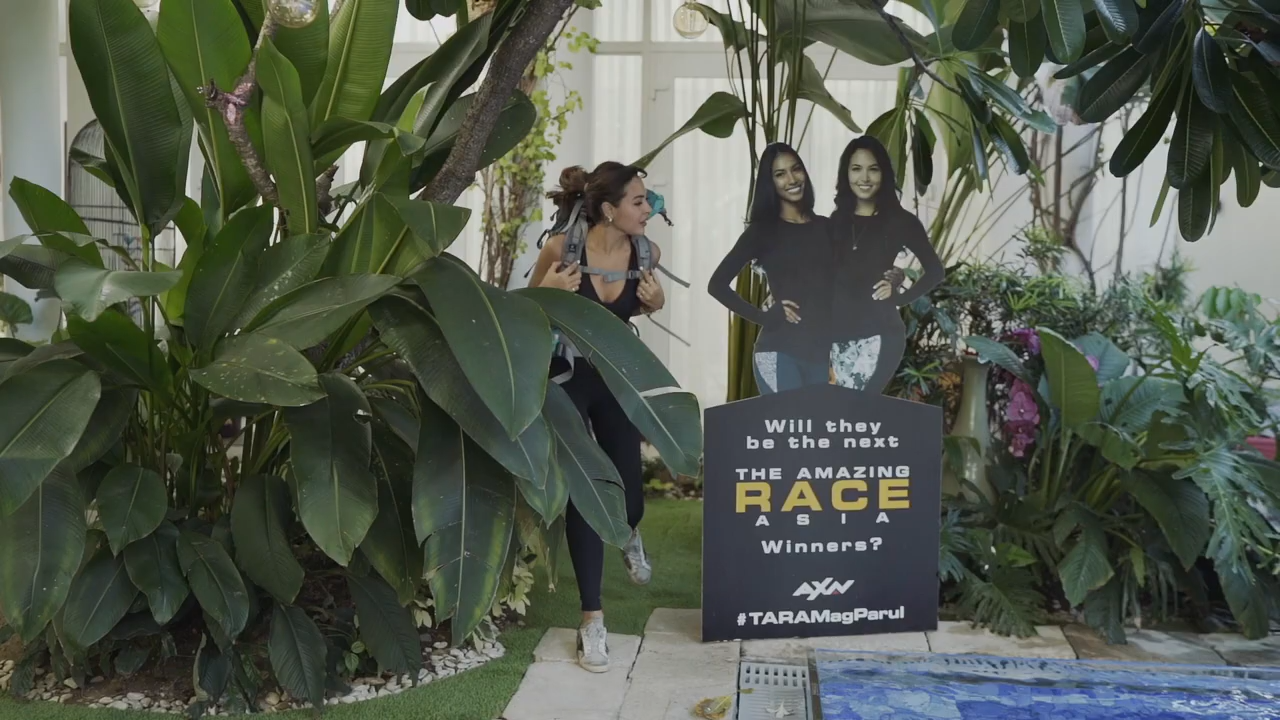 Will they
be the next
THE AMAZING
RACE
ASIA
Winners?
AXN
#TARAMagParul